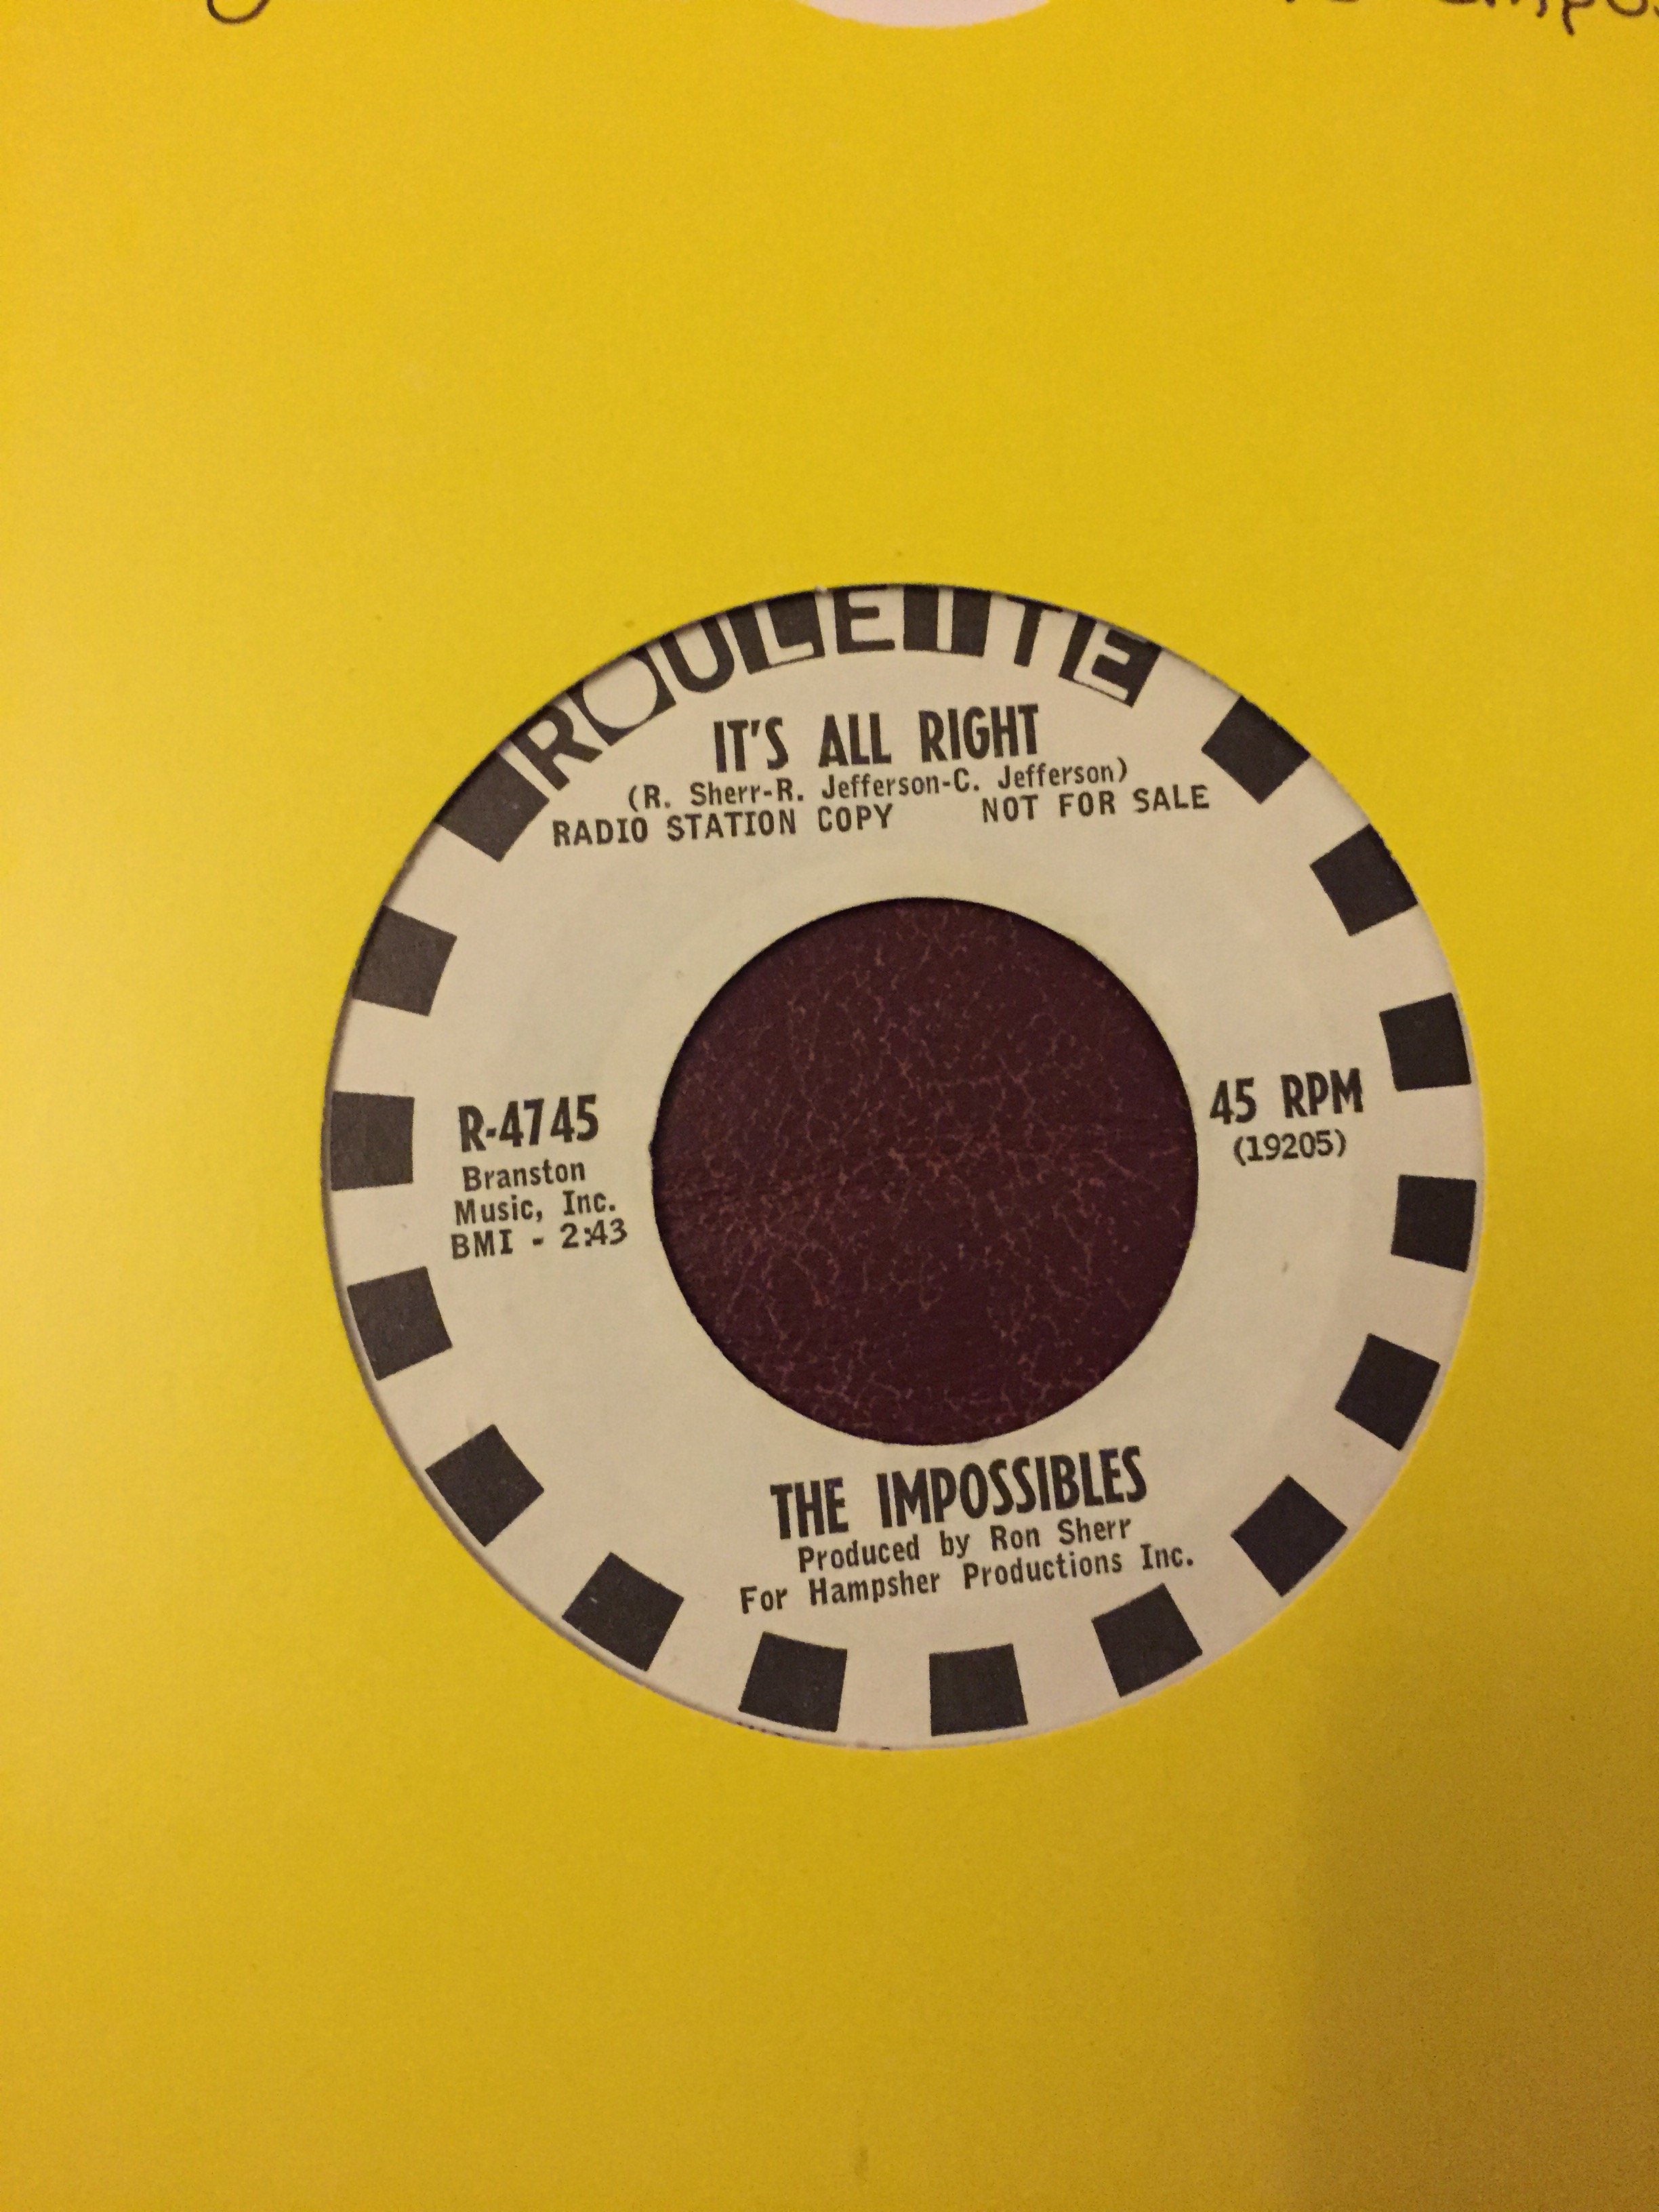 ROULETTE
IT'S ALL RIGHT
(R. Sherr-R. Jefferson-C. Jefferson)
RADIO STATION COPY NOT FOR SALE
R-4745
Branston
Music, Inc.
BMI - 2:43
45 RPM
(19205)
THE IMPOSSIBLES
Produced by Ron Sherr
For Hampsher Productions Inc.